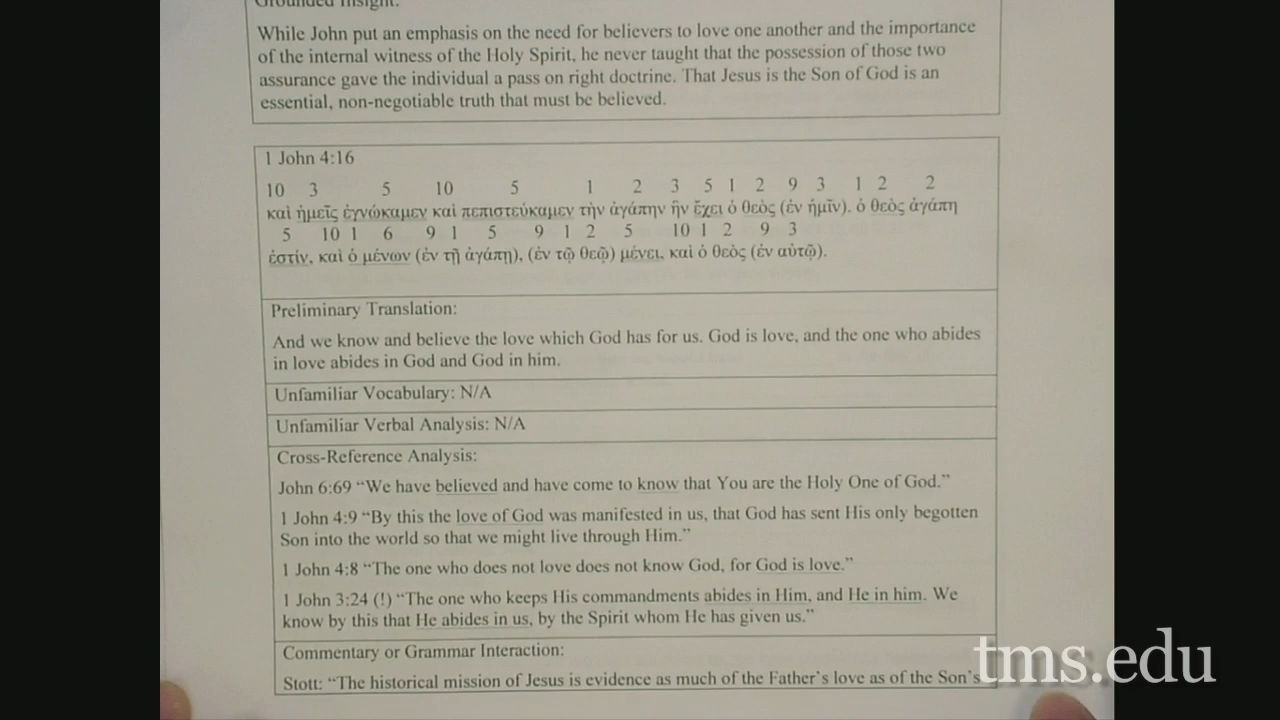 Grounded Insight:
While John put an emphasis on the need for believers to love one another and the importance
of the internal witness of the Holy Spirit, he never taught that the possession of those two
assurance gave the individual a pass on right doctrine. That Jesus is the Son of God is an
essential, non-negotiable truth that must be believed.
1 John 4:16
10 3 5 10 5 1 2 3 5 1 2 9 3 1 2 2
καὶ ἡμεῖς ἐγνώκαμεν καὶ πεπιστεύκαμεν τὴν ἀγάπην ἣν ἔχει ὁ θεὸς (ἐν ἡμῖν). ὁ θεὸς ἀγάπη
5 10 1 6 9 1 5 9 1 2 5 10 1 2 9 3
ἐστίν, καὶ ὁ μένων (ἐν τῇ ἀγάπῃ), (ἐν τῷ θεῷ) μένει, καὶ ὁ θεὸς (ἐν αὐτῷ).
Preliminary Translation:
And we know and believe the love which God has for us. God is love, and the one who abides
in love abides in God and God in him.
Unfamiliar Vocabulary: N/A
Unfamiliar Verbal Analysis: N/A
Cross-Reference Analysis:
John 6:69 “We have believed and have come to know that You are the Holy One of God.”
1 John 4:9 “By this the love of God was manifested in us, that God has sent His only begotten
Son into the world so that we might live through Him.”
1 John 4:8 “The one who does not love does not know God, for God is love.”
1 John 3:24 (!) “The one who keeps His commandments abides in Him, and He in him. We
know by this that He abides in us, by the Spirit whom He has given us.”
Commentary or Grammar Interaction:
Stott: “The historical mission of Jesus is evidence as much of the Father’s love as of the Son’s
tms.edu